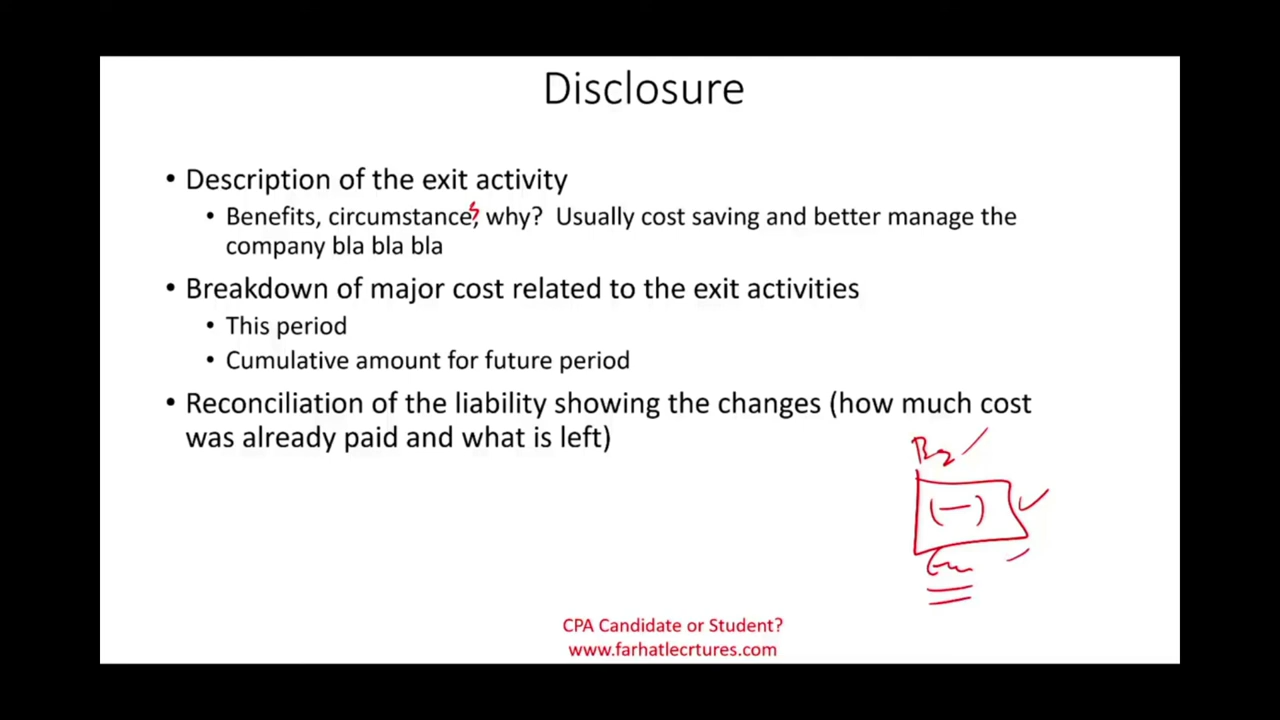 Disclosure
• Description of the exit activity
• Benefits, circumstances, why? Usually cost saving and better manage the
company bla bla bla
• Breakdown of major cost related to the exit activities
• This period
• Cumulative amount for future period
• Reconciliation of the liability showing the changes (how much cost
was already paid and what is left)
(—)
CPA Candidate or Student?
www.farhatlecrtures.com